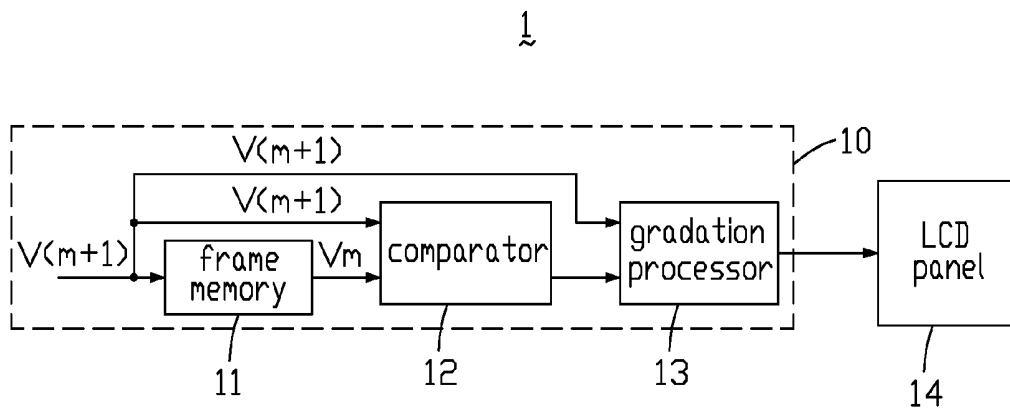 1
V(m+1)
10
V(m+1)
V(m+1)
frame
memory
Vm
comparator
gradation
processor
LCD
panel
11
12
13
14